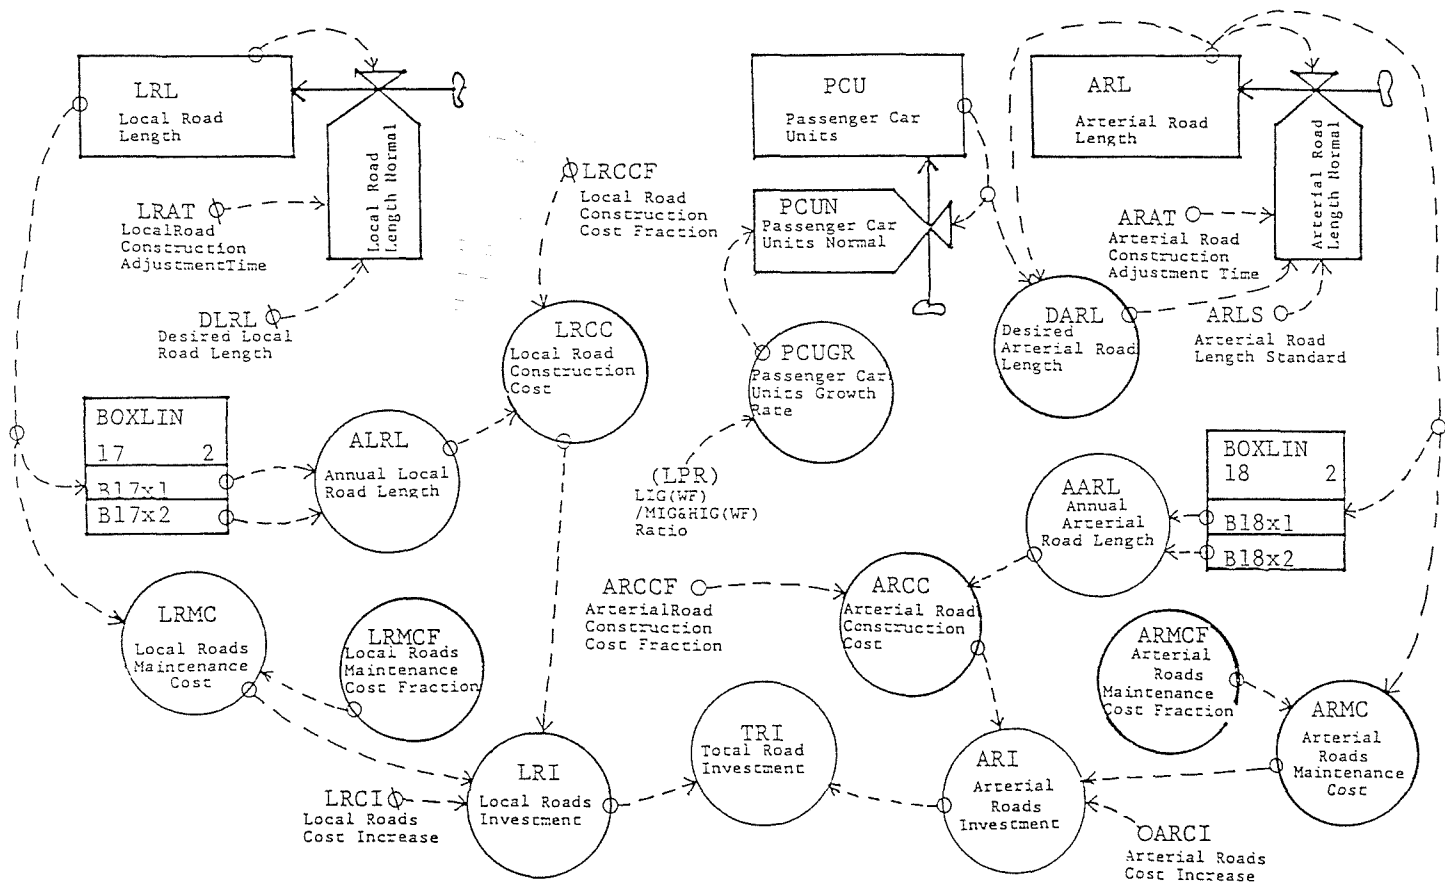 LRL
Local Road
Length
Local Road
Length Normal
LRAT
LocalRoad
Construction
AdjustmentTime
DLRL
Desired Local
Road Length
LRCCF
Local Road
Construction
Cost Fraction
PCU
Passenger Car
Units
PCUN
Passenger Car
Units Normal
ARL
Arterial Road
Length
Arterial Road
Length Normal
ARAT
Arterial Road
Construction
Adjustment Time
ARLS
Arterial Road
Length Standard
DARL
Desired
Arterial Road
Length
LRCC
Local Road
Construction
Cost
PCUGR
Passenger Car
Units Growth
Rate
(LPR)
LIG(WF)
/MIG&HIG(WF)
Ratio
BOXLIN
17 2
B17x1
B17x2
ALRL
Annual Local
Road Length
BOXLIN
18 2
B18x1
B18x2
AARL
Annual
Arterial
Road Length
ARCCF
ArterialRoad
Construction
Cost Fraction
ARCC
Arterial Road
Construction
Cost
LRMC
Local Roads
Maintenance
Cost
LRMCF
Local Roads
Maintenance
Cost Fraction
ARMCF
Arterial
Roads
Maintenance
Cost Fraction
ARMC
Arterial
Roads
Maintenance
Cost
LRI
Local Roads
Investment
LRCI
Local Roads
Cost Increase
TRI
Total Road
Investment
ARI
Arterial
Roads
Investment
ARCI
Arterial Roads
Cost Increase